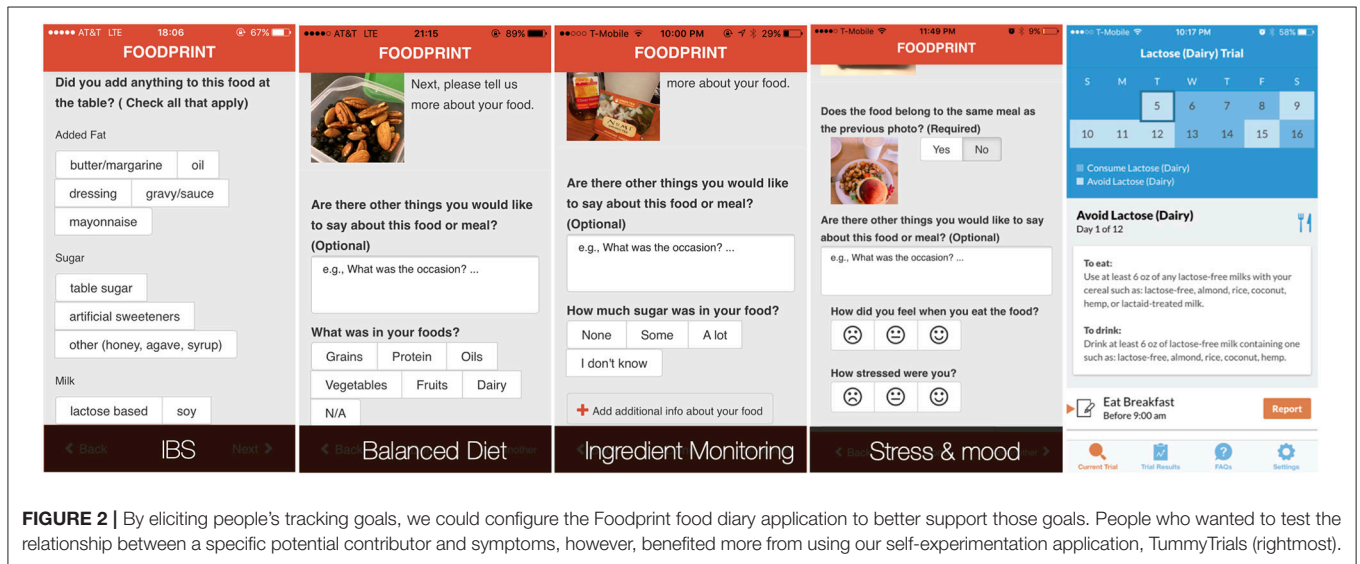 AT&T LTE 18:06 67%
FOODPRINT
Did you add anything to this food at
the table? ( Check all that apply)
Added Fat
butter/margarine oil
dressing gravy/sauce
mayonnaise
Sugar
table sugar
artificial sweeteners
other (honey, agave, syrup)
Milk
lactose based soy
Back IBS Next
AT&T LTE 21:15 89%
FOODPRINT
Next, please tell us
more about your food.
Are there other things you would like
to say about this food or meal?
(Optional)
e.g., What was the occasion? ...
What was in your foods?
Grains Protein Oils
Vegetables Fruits Dairy
N/A
Back Balanced Diet
T-Mobile 10:00 PM 29%
FOODPRINT
more about your food.
Are there other things you would like
to say about this food or meal?
(Optional)
e.g., What was the occasion? ...
How much sugar was in your food?
None Some A lot
I don't know
Add additional info about your food
Ingredient Monitoring
T-Mobile 11:49 PM 9%
FOODPRINT
Does the food belong to the same meal as
the previous photo? (Required)
Yes No
Are there other things you would like to say
about this food or meal? (Optional)
e.g., What was the occasion? ...
How did you feel when you eat the food?
How stressed were you?
Back Stress & mood
T-Mobile 10:17 PM 58%
Lactose (Dairy) Trial
S M T W T F S
5 6 7 8 9
10 11 12 13 14 15 16
Consume Lactose (Dairy)
Avoid Lactose (Dairy)
Avoid Lactose (Dairy)
Day 1 of 12
To eat:
Use at least 6 oz of any lactose-free milks with your
cereal such as: lactose-free, almond, rice, coconut,
hemp, or lactaid-treated milk.
To drink:
Drink at least 6 oz of lactose-free milk containing one
such as: lactose-free, almond, rice, coconut, hemp.
Eat Breakfast
Before 9:00 am
Report
Current Trial Trial Results FAQs Settings
FIGURE 2 | By eliciting people's tracking goals, we could configure the Foodprint food diary application to better support those goals. People who wanted to test the
relationship between a specific potential contributor and symptoms, however, benefited more from using our self-experimentation application, TummyTrials (rightmost).